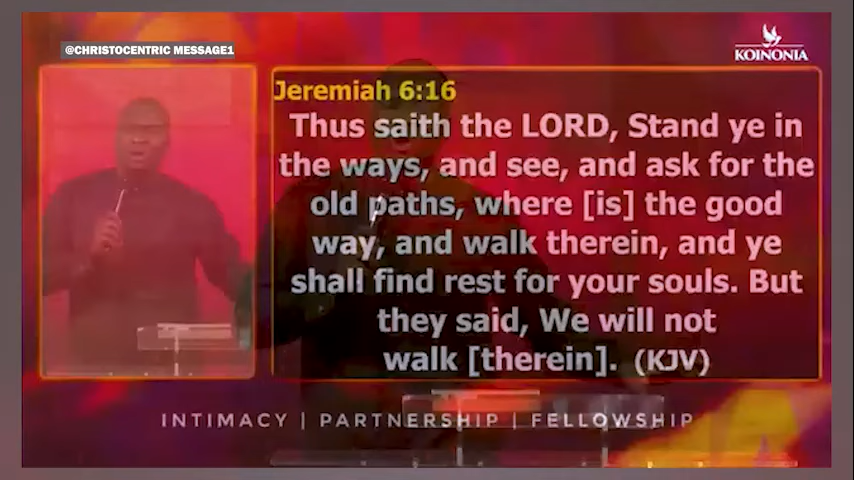 @CHRISTOCENTRIC MESSAGE1
KOINONIA
Jeremiah 6:16
Thus saith the LORD, Stand ye in
the ways, and see, and ask for the
old paths, where [is] the good
way, and walk therein, and ye
shall find rest for your souls. But
they said, We will not
walk [therein]. (KJV)
INTIMACY | PARTNERSHIP | FELLOWSHIP